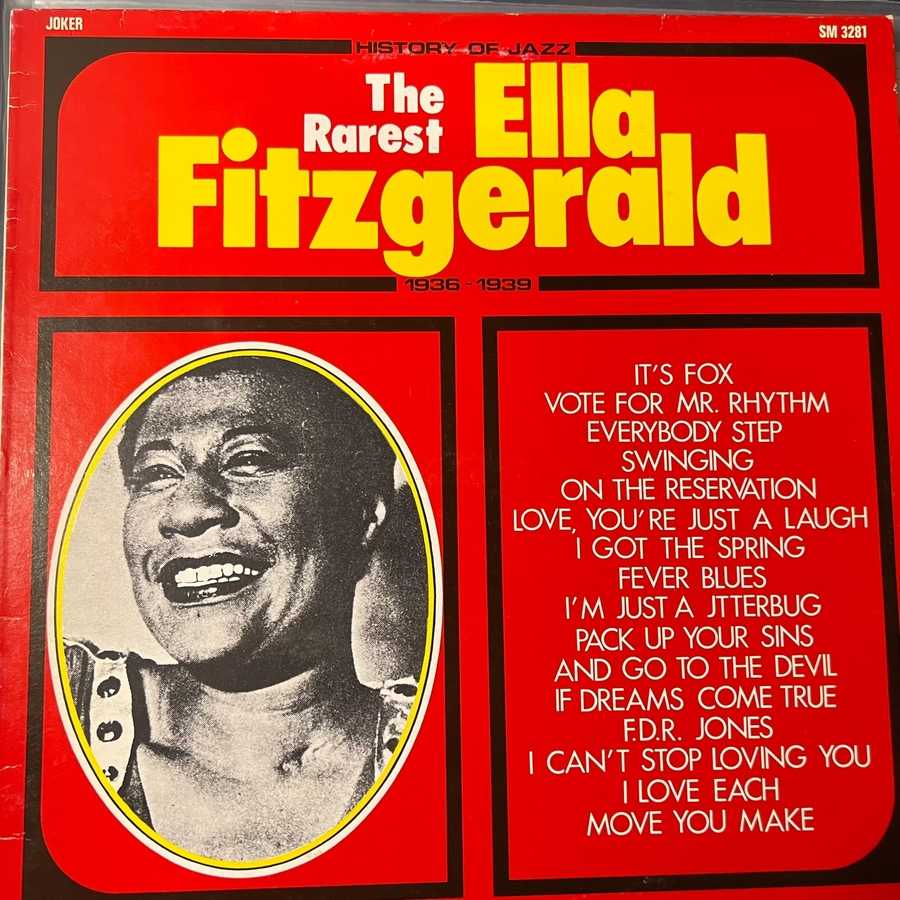 JOKER
SM 3281
HISTORY OF JAZZ
The
Rarest
Ella
Fitzgerald
1936-1939
IT'S FOX
VOTE FOR MR. RHYTHM
EVERYBODY STEP
SWINGING
ON THE RESERVATION
LOVE, YOU'RE JUST A LAUGH
I GOT THE SPRING
FEVER BLUES
I'M JUST A JTTERBUG
PACK UP YOUR SINS
AND GO TO THE DEVIL
IF DREAMS COME TRUE
F.D.R. JONES
I CAN'T STOP LOVING YOU
I LOVE EACH
MOVE YOU MAKE